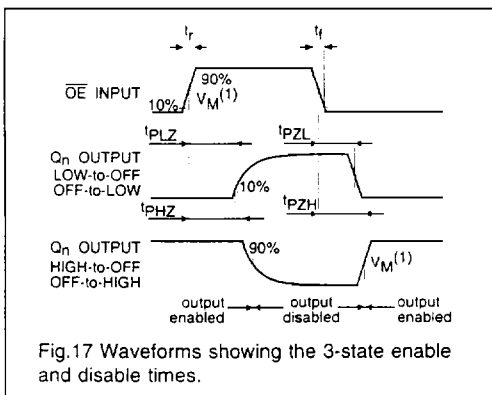 tr tf
90%
OE INPUT
10% VM(1)
tPLZ tPZL
Qn OUTPUT
LOW-to-OFF
OFF-to-LOW
10%
tPHZ tPZH
Qn OUTPUT
HIGH-to-OFF
OFF-to-HIGH
90%
VM(1)
output enabled
output disabled
output enabled
Fig.17 Waveforms showing the 3-state enable
and disable times.